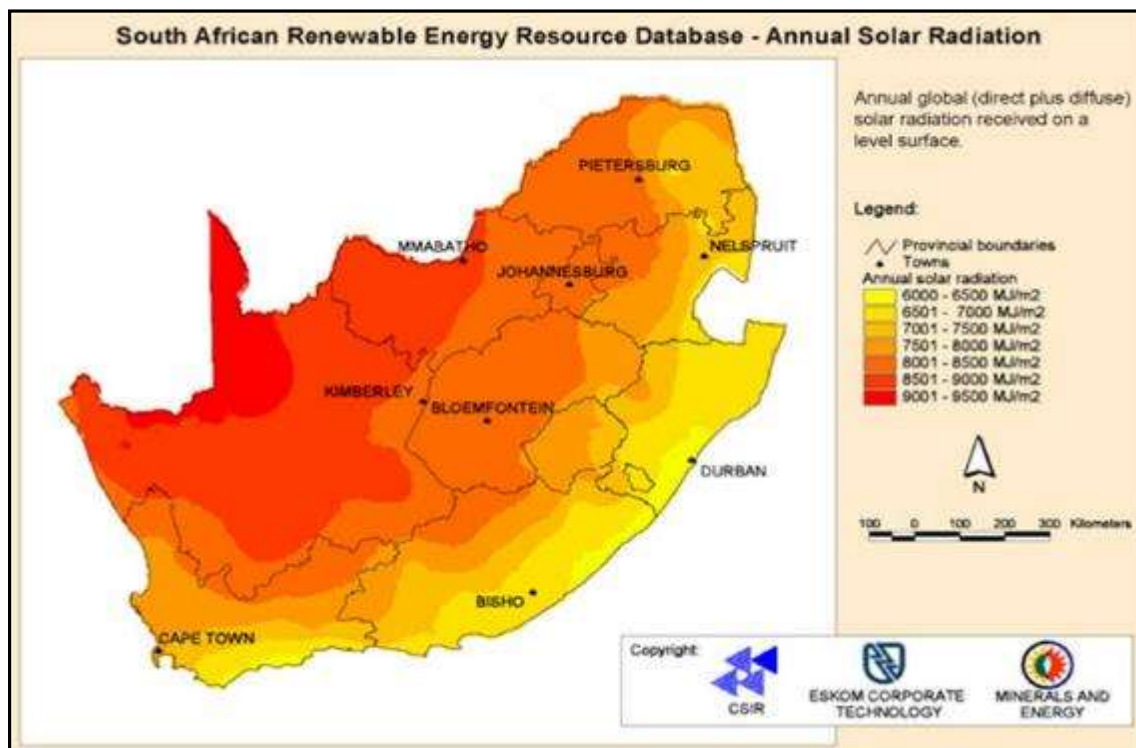 South African Renewable Energy Resource Database - Annual Solar Radiation
Annual global (direct plus diffuse)
solar radiation received on a
level surface.
PIETERSBURG
MMABATHO
NELSPRUIT
JOHANNESBURG
KIMBERLEY
BLOEMFONTEIN
DURBAN
BISHO
CAPE TOWN
Legend:
Provincial boundaries
Towns
Annual solar radiation
6000 - 6500 MJ/m2
6501 - 7000 MJ/m2
7001 - 7500 MJ/m2
7501 - 8000 MJ/m2
8001 - 8500 MJ/m2
8501 - 9000 MJ/m2
9001 - 9500 MJ/m2
N
100 0 100 200 300 Kilometers
Copyright:
CSIR
ESKOM CORPORATE
TECHNOLOGY
MINERALS AND
ENERGY